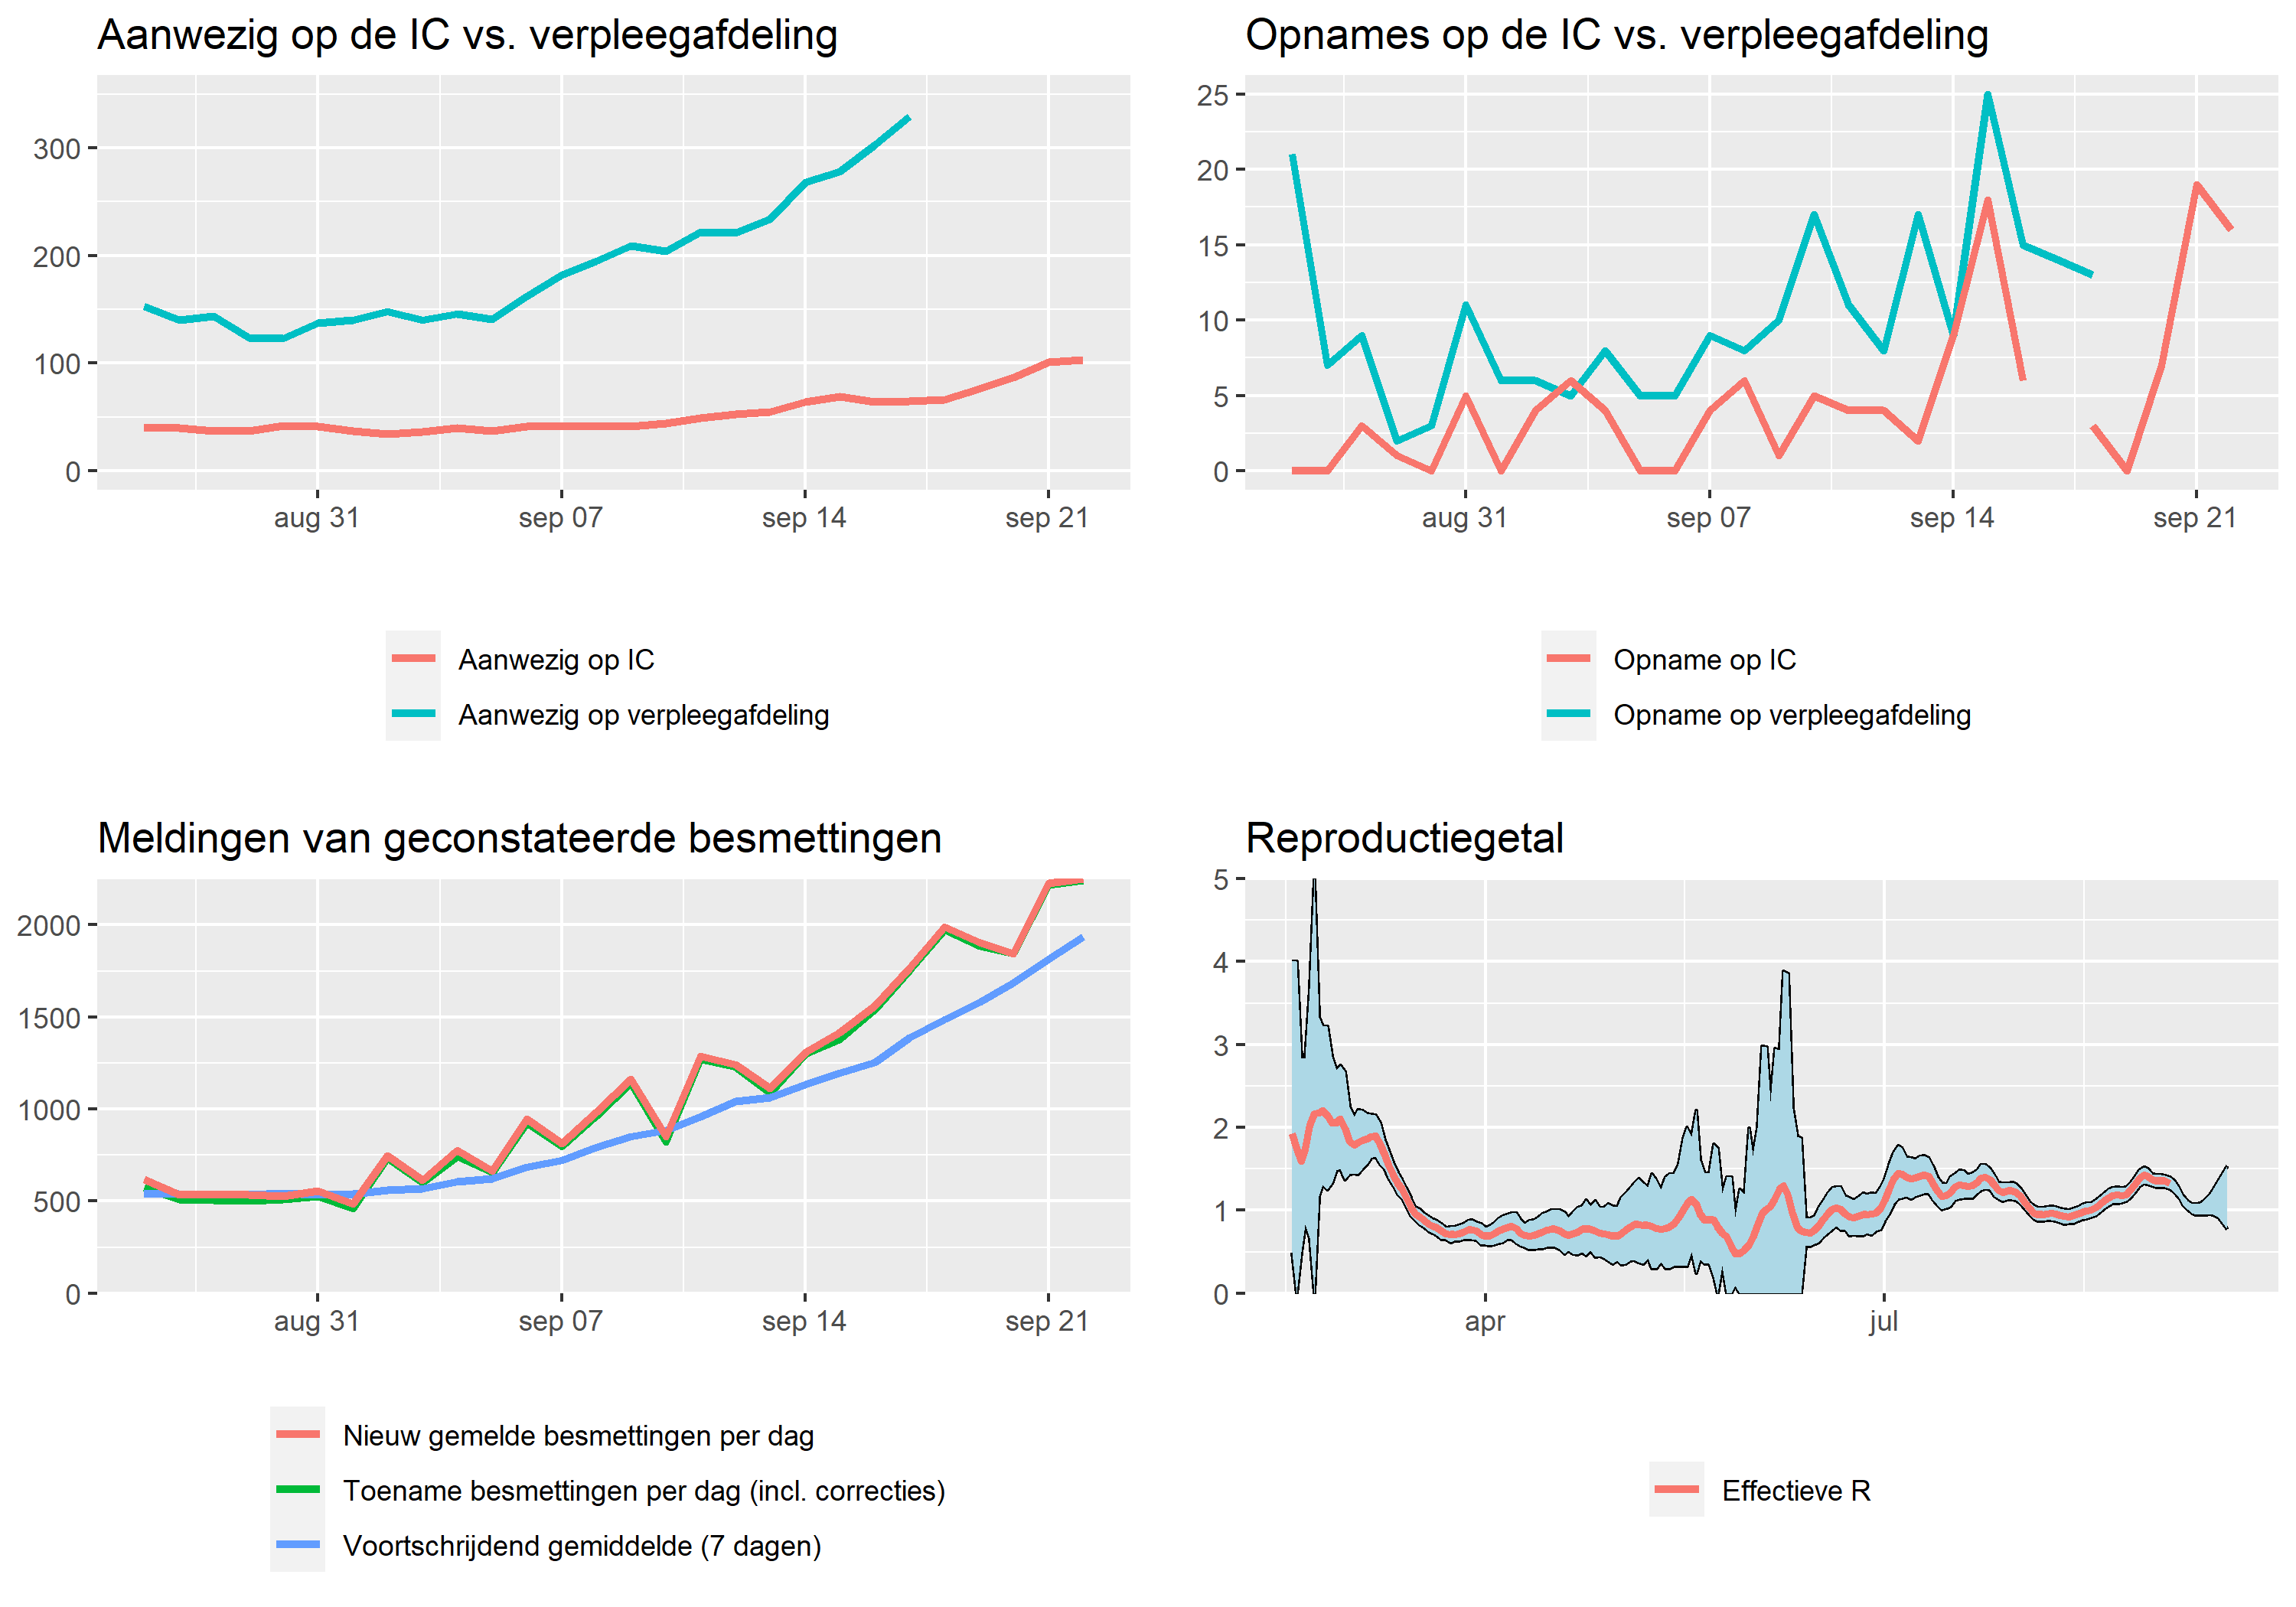 Aanwezig op de IC vs. verpleegafdeling
300
200
100
0
aug 31 sep 07 sep 14 sep 21
Aanwezig op IC
Aanwezig op verpleegafdeling
Opnames op de IC vs. verpleegafdeling
25
20
15
10
5
0
aug 31 sep 07 sep 14 sep 21
Opname op IC
Opname op verpleegafdeling
Meldingen van geconstateerde besmettingen
2000
1500
1000
500
0
aug 31 sep 07 sep 14 sep 21
Nieuw gemelde besmettingen per dag
Toename besmettingen per dag (incl. correcties)
Voortschrijdend gemiddelde (7 dagen)
Reproductiegetal
5
4
3
2
1
0
apr jul
Effectieve R